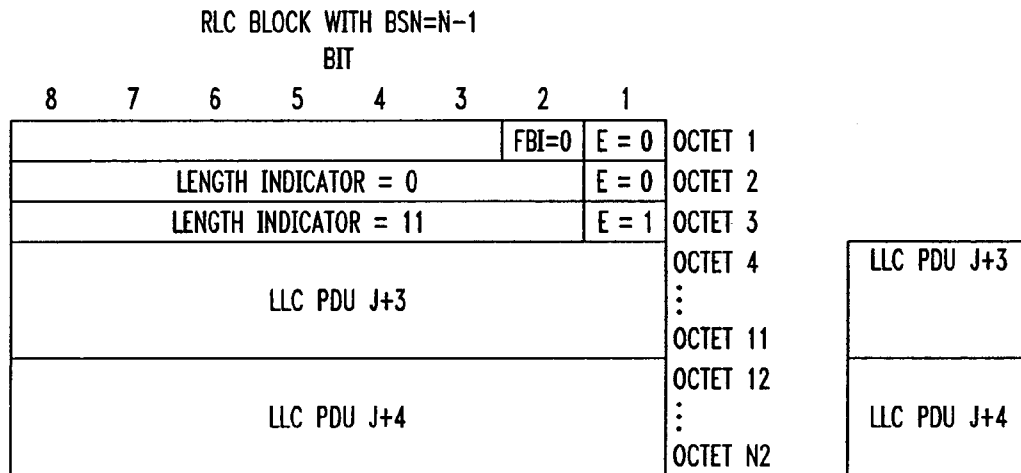 RLC BLOCK WITH BSN=N-1
BIT
8 7 6 5 4 3 2 1
FBI=0 E = 0 OCTET 1
LENGTH INDICATOR = 0 E = 0 OCTET 2
LENGTH INDICATOR = 11 E = 1 OCTET 3
OCTET 4 LLC PDU J+3
LLC PDU J+3 ⋮
OCTET 11
OCTET 12
LLC PDU J+4 ⋮ LLC PDU J+4
OCTET N2